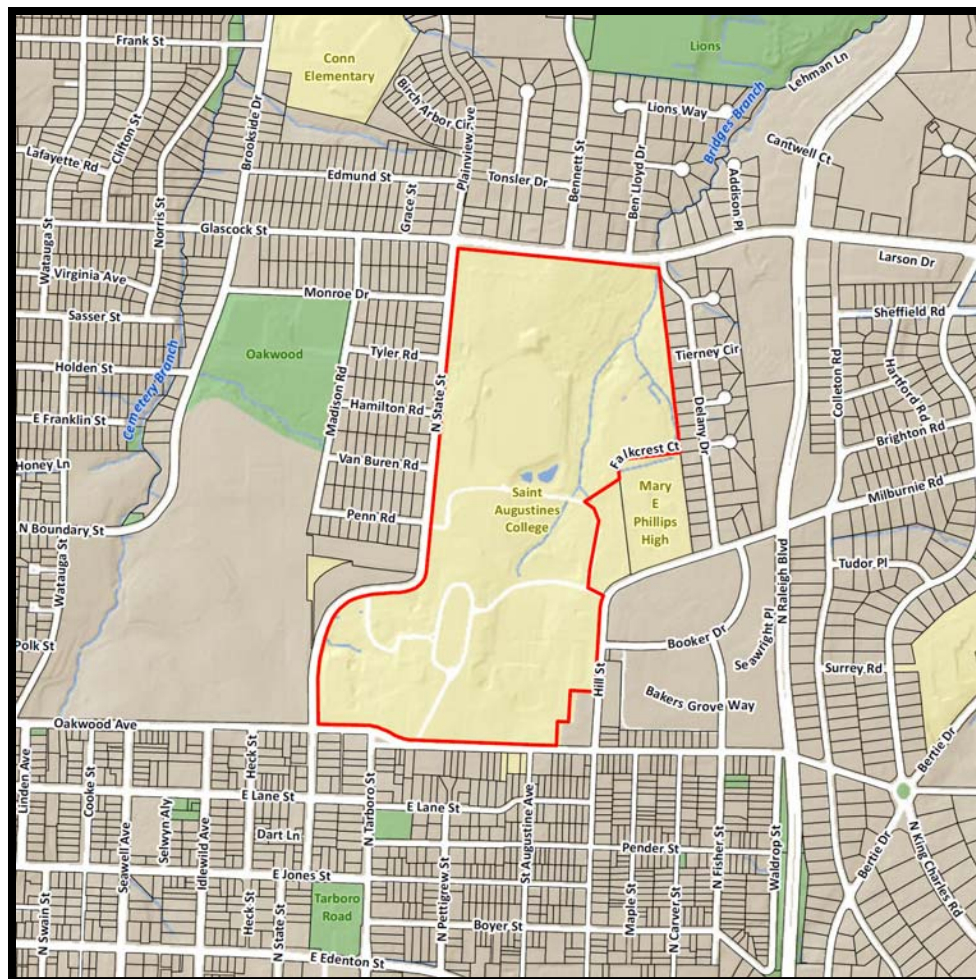 Frank St
Conn
Elementary
Lions
Lehman Ln
Birch Arbor Cir
Plainview Ave
Lions Way
Bridges Branch
Clifton St
Brookside Dr
Bennett St
Ben Lloyd Dr
Cantwell Ct
Lafayette Rd
Edmund St
Tonsler Dr
Addison Pl
Norris St
Grace St
Watauga St
Glascock St
Larson Dr
Virginia Ave
Monroe Dr
Sasser St
Sheffield Rd
Oakwood
Tyler Rd
Tierney Cir
Holden St
N State St
Colleton Rd
Hartford Rd
Cemetery Branch
Madison Rd
Hamilton Rd
Delany Dr
E Franklin St
Brighton Rd
Falkcrest Ct
Honey Ln
Van Buren Rd
Milburnie Rd
Saint
Augustines
College
Mary
E
Phillips
High
N Boundary St
Penn Rd
N Raleigh Blvd
Tudor Pl
Watauga St
Booker Dr
Seawright Pl
Polk St
Hill St
Surrey Rd
Bakers Grove Way
Oakwood Ave
Bertie Dr
Linden Ave
Cooke St
Heck St
N Tarboro St
E Lane St
E Lane St
St Augustine Ave
Seawell Ave
Selwyn Aly
Idlewild Ave
Dart Ln
Pender St
N Fisher St
Waldrop St
N King Charles Rd
Bertie Dr
E Jones St
N Pettigrew St
Maple St
N Carver St
Tarboro
Road
Heck St
N State St
Boyer St
N Swain St
E Edenton St